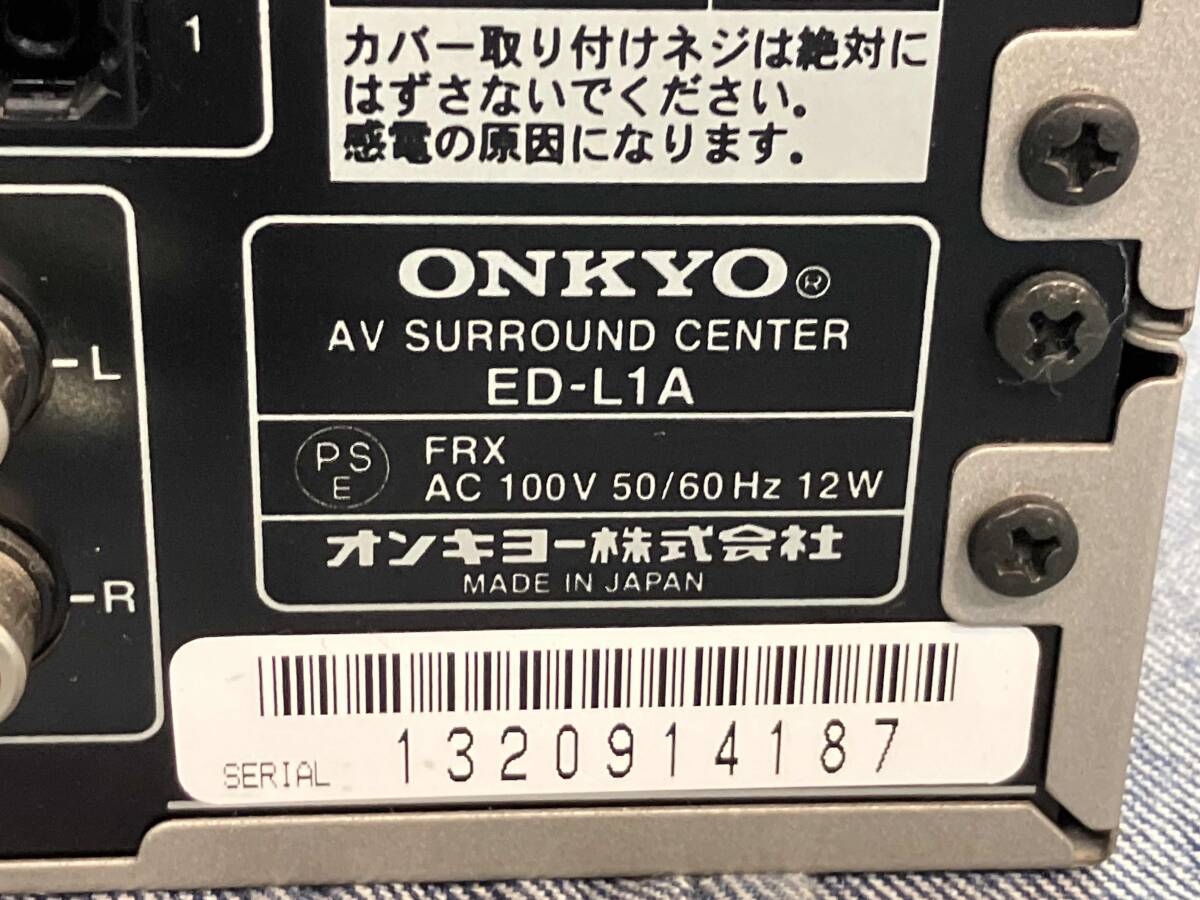 1
カバー取り付けネジは絶対に
はずさないでください。
感電の原因になります。
ONKYO®
AV SURROUND CENTER
ED-L1A
PS
E
FRX
AC 100V 50/60Hz 12W
オンキヨー株式会社
MADE IN JAPAN
-L
-R
SERIAL 1320914187